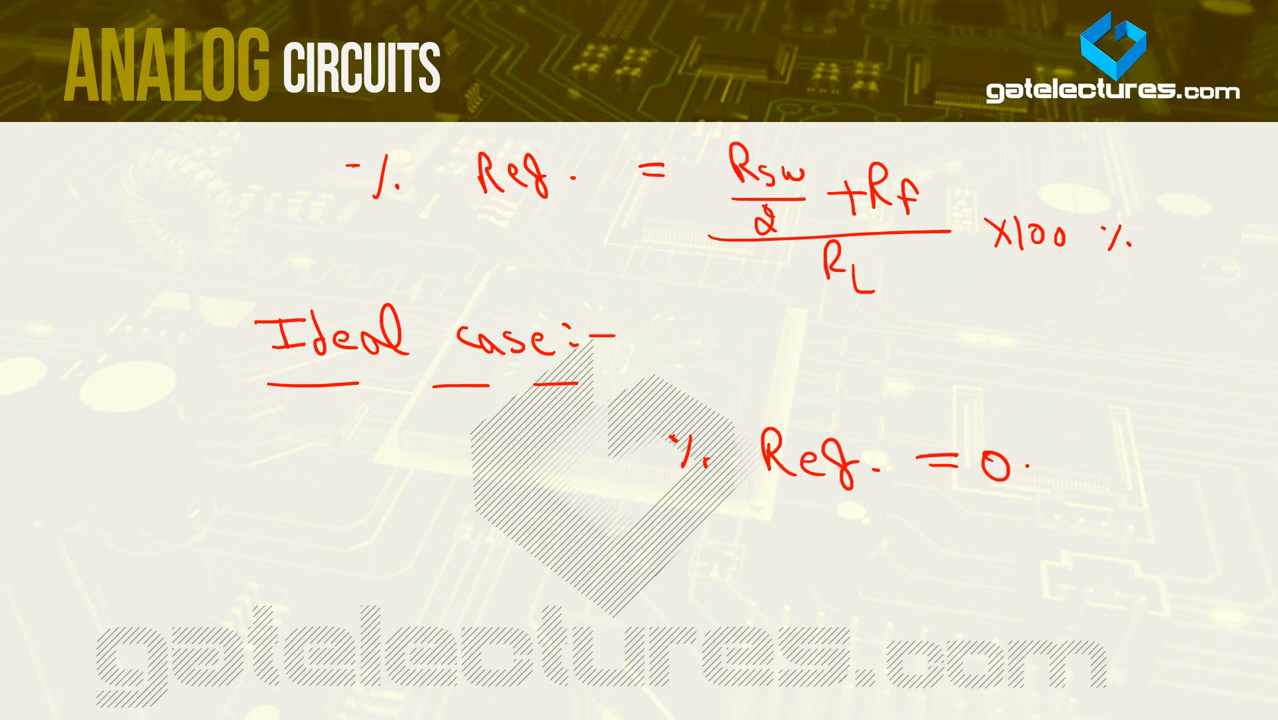 ANALOG CIRCUITS
gatelectures.com
% Reg. = (Rsw/2 + Rf)/RL ×100 %
Ideal case:-
% Reg. = 0.
gatelectures.com